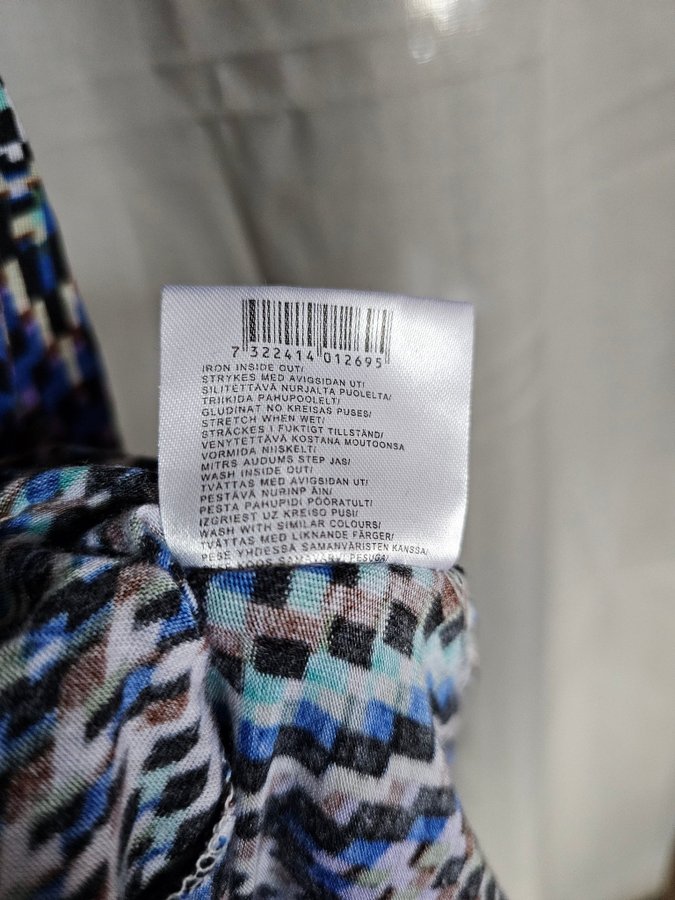 7 322414 012695
IRON INSIDE OUT/
STRYKES MED AVIGSIDAN UT/
SILITETTÄVÄ NURJALTA PUOLELTA/
TRIIKIDA PAHUPOOLELT/
GLUDINAT NO KREISAS PUSES/
STRETCH WHEN WET/
STRÄCKES I FUKTIGT TILLSTÅND/
VENYTETTÄVÄ KOSTANA MOUTOONSA
VORMIDA NIISKELT/
MITRS AUDUMS STEP JAS/
WASH INSIDE OUT/
TVÄTTAS MED AVIGSIDAN UT/
PESTÄVÄ NURINP ÄIN/
PESTA PAHUPIDI PÖÖRATULT/
IZGRIEST UZ KREISO PUSI/
WASH WITH SIMILAR COLOURS/
TVÄTTAS MED LIKNANDE FÄRGER/
PESE YHDESSÄ SAMANVÄRISTEN KANSSA/
PESUGA/